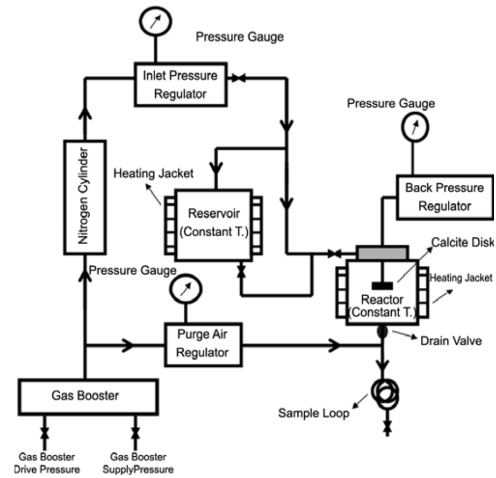 Pressure Gauge
Inlet Pressure
Regulator
Pressure Gauge
Nitrogen Cylinder
Heating Jacket
Reservoir
(Constant T.)
Back Pressure
Regulator
Calcite Disk
Pressure Gauge
Heating Jacket
Reactor
(Constant T.)
Purge Air
Regulator
Drain Valve
Gas Booster
Sample Loop
Gas Booster
Drive Pressure
Gas Booster
SupplyPressure